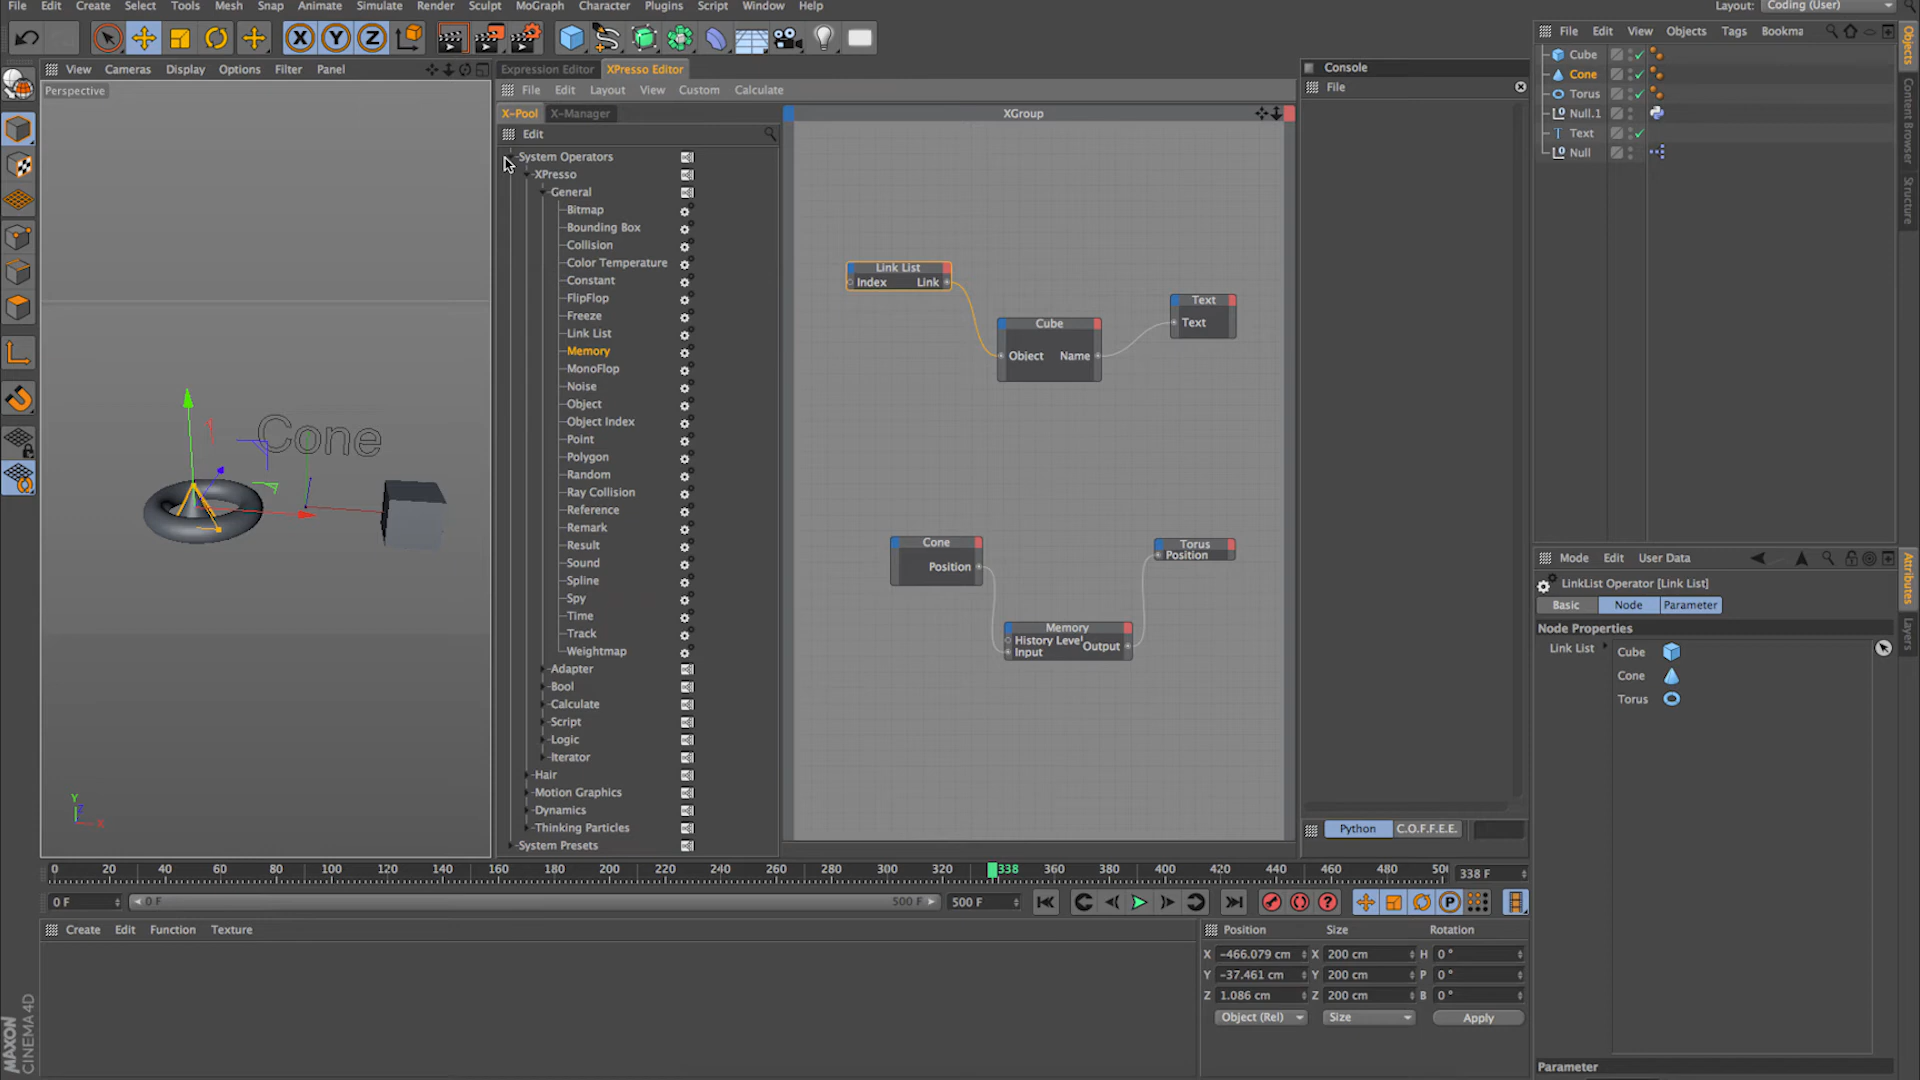 File Edit Create Select Tools Mesh Snap Animate Simulate Render Sculpt MoGraph Character Plugins Script Window Help Layout: Coding (User)
X Y Z
File Edit View Objects Tags Bookma
View Cameras Display Options Filter Panel
Perspective
Expression Editor XPresso Editor
File Edit Layout View Custom Calculate
X-Pool X-Manager
Edit
System Operators
XPresso
General
Bitmap
Bounding Box
Collision
Color Temperature
Constant
FlipFlop
Freeze
Link List
Memory
MonoFlop
Noise
Object
Object Index
Point
Polygon
Random
Ray Collision
Reference
Remark
Result
Sound
Spline
Spy
Time
Track
Weightmap
Adapter
Bool
Calculate
Script
Logic
Iterator
Hair
Motion Graphics
Dynamics
Thinking Particles
System Presets
XGroup
Link List
Index Link
Cube
Object Name
Text
Text
Cone
Position
Torus
Position
Memory
History Level
Input Output
Cone
Y
Z
X
Console
File
Python C.O.F.F.E.E.
Cube
Cone
Torus
Null.1
Text
Null
Objects
Content Browser
Structure
Mode Edit User Data
LinkList Operator [Link List]
Basic Node Parameter
Node Properties
Link List Cube
Cone
Torus
Parameter
Attributes
Layers
0 20 40 60 80 100 120 140 160 180 200 220 240 260 280 300 320 338 360 380 400 420 440 460 480 50 338 F
0 F 0 F 500 F 500 F
P
Create Edit Function Texture
Position Size Rotation
X -466.079 cm X 200 cm H 0 °
Y -37.461 cm Y 200 cm P 0 °
Z 1.086 cm Z 200 cm B 0 °
Object (Rel) Size Apply
MAXON
CINEMA 4D